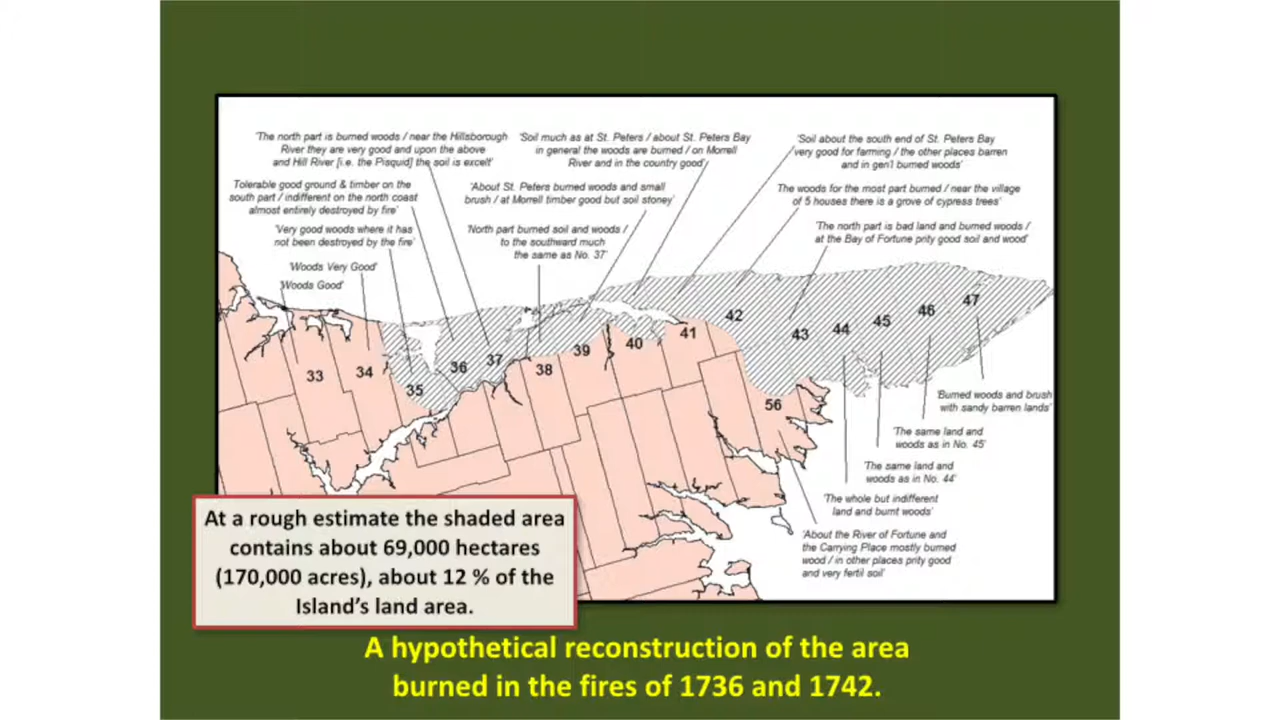 'The north part is burned woods / near the Hillsborough
River they are very good and upon the above
and Hill River [i.e. the Pisquid] the soil is excelt'
'Soil much as at St. Peters / about St. Peters Bay
in general the woods are burned / on Morrell
River and in the country good'
'Soil about the south end of St. Peters Bay
very good for farming / the other places barren
and in gen'l burned woods'
Tolerable good ground & timber on the
south part / indifferent on the north coast
almost entirely destroyed by fire'
'About St. Peters burned woods and small
brush / at Morrell timber good but soil stoney'
The woods for the most part burned / near the village
of 5 houses there is a grove of cypress trees'
'Very good woods where it has
not been destroyed by the fire'
'North part burned soil and woods /
to the southward much
the same as No. 37'
'The north part is bad land and burned woods /
at the Bay of Fortune prity good soil and wood'
'Woods Very Good'
'Woods Good'
33
34
35
36
37
38
39
40
41
42
43
44
45
46
47
56
'Burned woods and brush
with sandy barren lands'
'The same land and
woods as in No. 45'
'The same land and
woods as in No. 44'
'The whole but indifferent
land and burnt woods'
'About the River of Fortune and
the Carrying Place mostly burned
wood / in other places prity good
and very fertil soil'
At a rough estimate the shaded area
contains about 69,000 hectares
(170,000 acres), about 12 % of the
Island's land area.
A hypothetical reconstruction of the area
burned in the fires of 1736 and 1742.